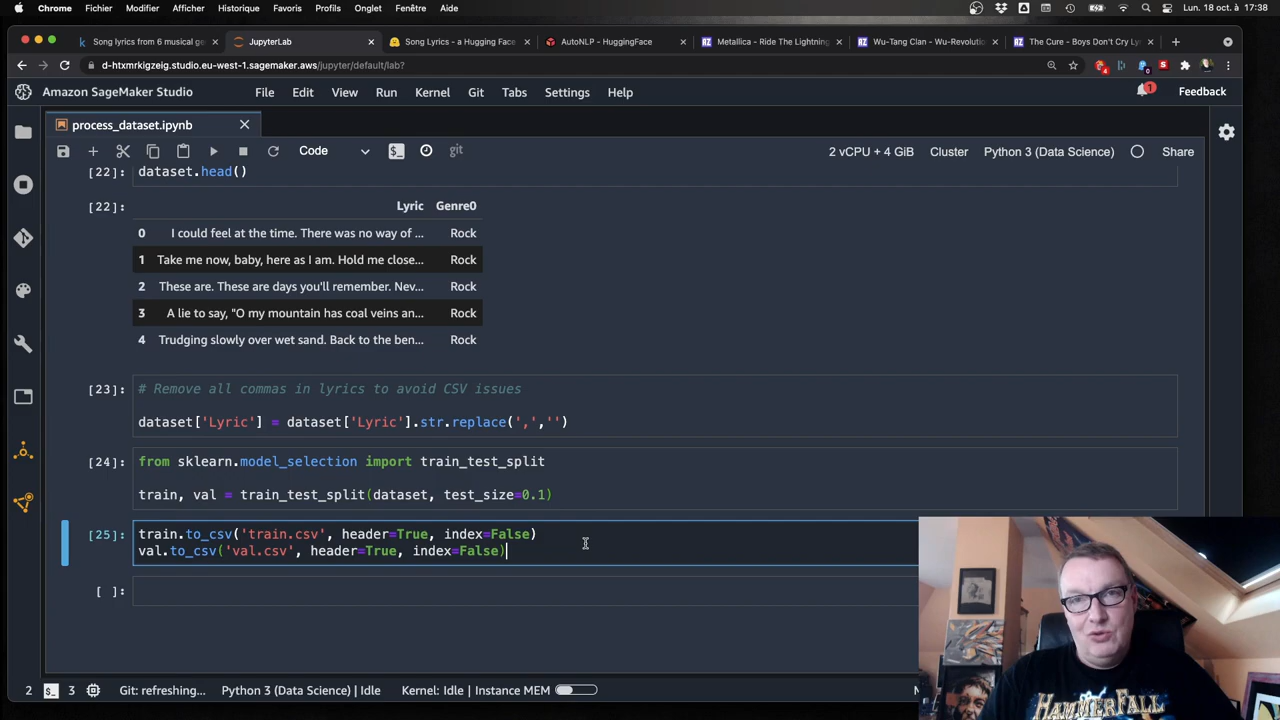 Chrome Fichier Modifier Afficher Historique Favoris Profils Onglet Fenêtre Aide Lun. 18 oct. à 17:38
Song lyrics from 6 musical ge JupyterLab Song Lyrics - a Hugging Face AutoNLP - HuggingFace Metallica - Ride The Lightning Wu-Tang Clan - Wu-Revolutio The Cure - Boys Don't Cry Ly
d-htxmrkigzeig.studio.eu-west-1.sagemaker.aws/jupyter/default/lab?
Amazon SageMaker Studio File Edit View Run Kernel Git Tabs Settings Help 1 Feedback
process_dataset.ipynb
Code git 2 vCPU + 4 GiB Cluster Python 3 (Data Science) Share
[22]: dataset.head()
[22]: Lyric Genre0
0 I could feel at the time. There was no way of ... Rock
1 Take me now, baby, here as I am. Hold me close... Rock
2 These are. These are days you'll remember. Nev... Rock
3 A lie to say, "O my mountain has coal veins an... Rock
4 Trudging slowly over wet sand. Back to the ben... Rock
[23]: # Remove all commas in lyrics to avoid CSV issues
dataset['Lyric'] = dataset['Lyric'].str.replace(',','')
[24]: from sklearn.model_selection import train_test_split
train, val = train_test_split(dataset, test_size=0.1)
[25]: train.to_csv('train.csv', header=True, index=False)
val.to_csv('val.csv', header=True, index=False)
[ ]:
2 3 Git: refreshing... Python 3 (Data Science) | Idle Kernel: Idle | Instance MEM
HAMMERFALL